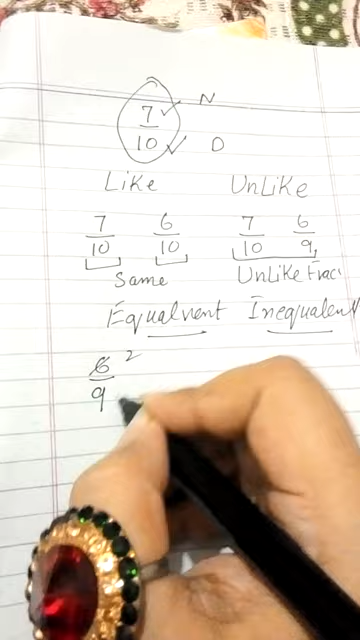 7 N
10 D
Like UnLike
7 6 7 6
10 10 10 9
Same UnLike Frac
Equalvent Inequalent
6 2
9